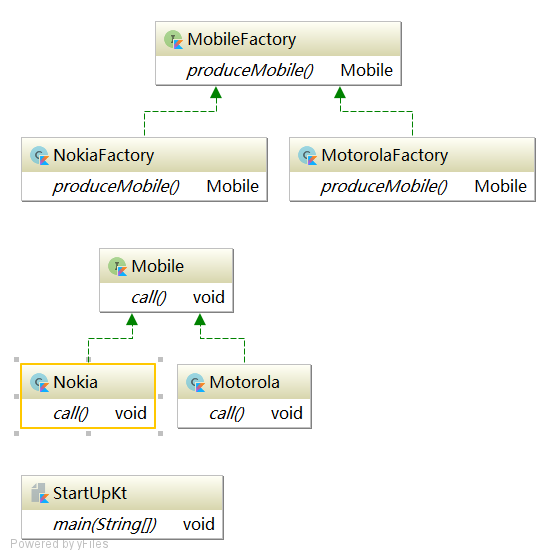 MobileFactory
produceMobile() Mobile
NokiaFactory
produceMobile() Mobile
MotorolaFactory
produceMobile() Mobile
Mobile
call() void
Nokia
call() void
Motorola
call() void
StartUpKt
main(String[]) void
Powered by yFiles